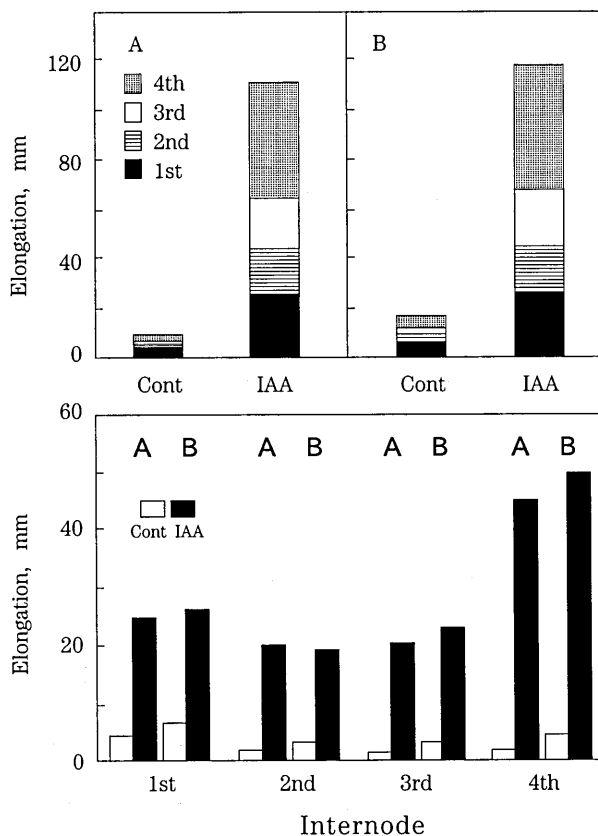 A
B
120
80
40
0
Elongation, mm
4th
3rd
2nd
1st
Cont
IAA
Cont
IAA
60
40
20
0
Elongation, mm
A B A B A B A B
Cont IAA
1st 2nd 3rd 4th
Internode